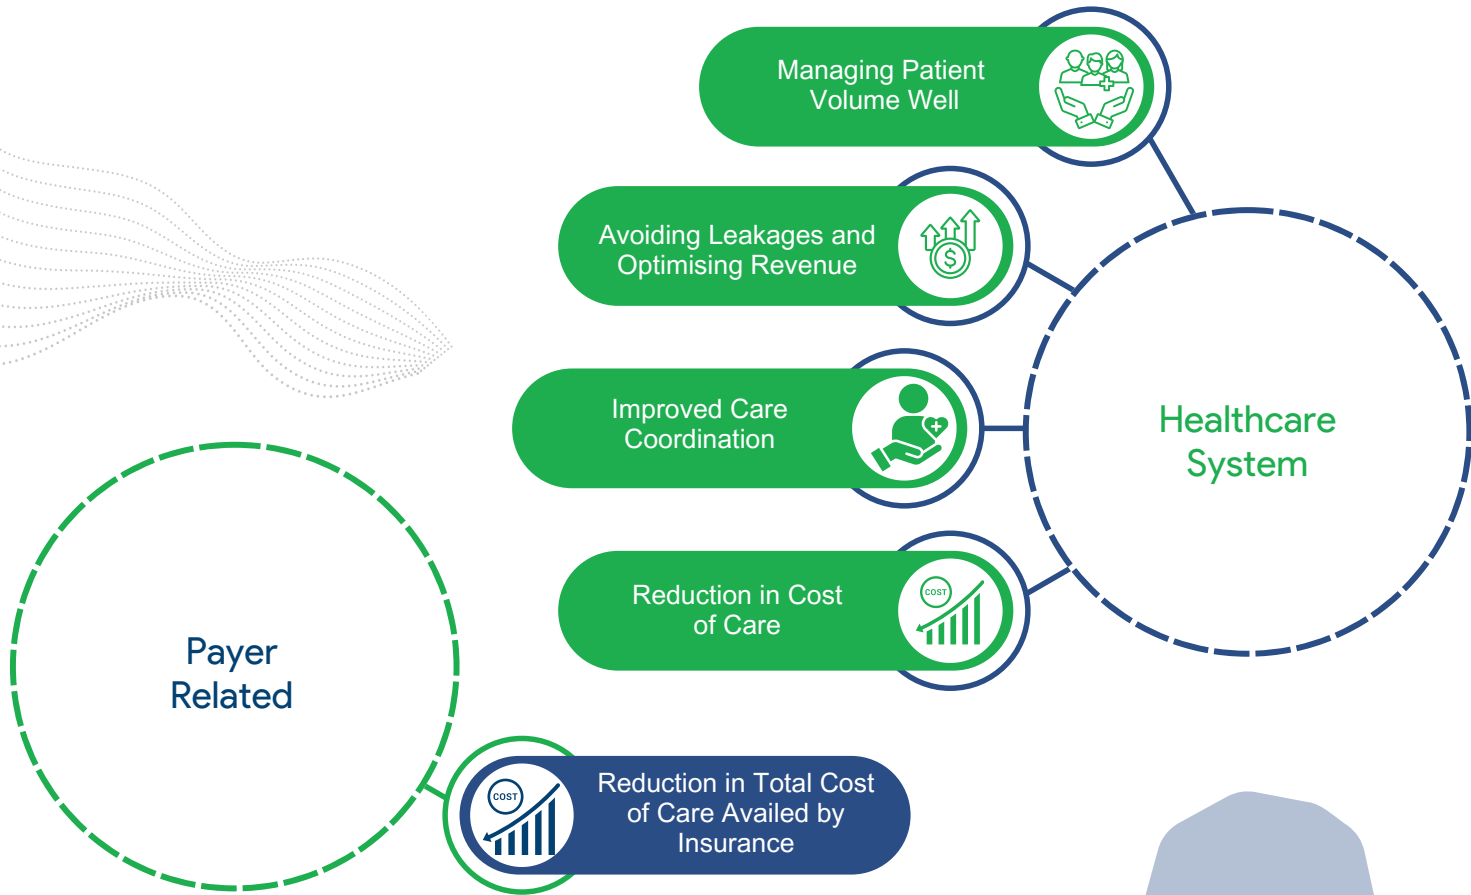 Managing Patient
Volume Well
Avoiding Leakages and
Optimising Revenue
$
Improved Care
Coordination
Healthcare
System
COST
Reduction in Cost
of Care
Payer
Related
COST
Reduction in Total Cost
of Care Availed by
Insurance